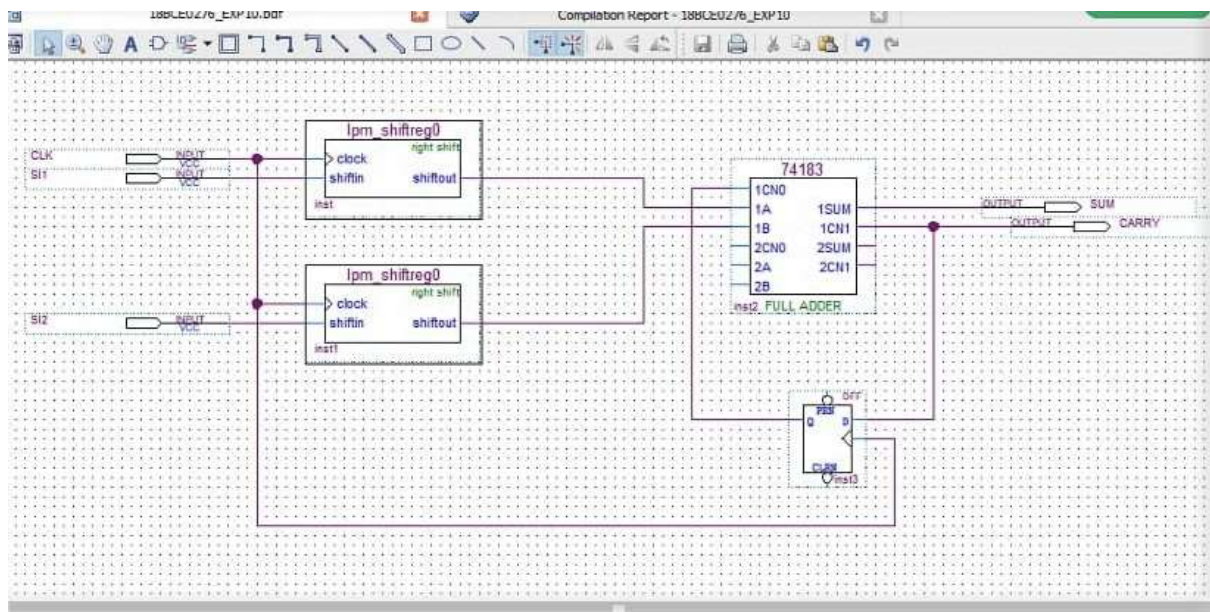 18BCE0276_EXP10.bdf
Compilation Report - 18BCE0276_EXP10
A
lpm_shiftreg0
right shift
clock
shiftin shiftout
inst
CLK INPUT
VCC
SI1 INPUT
VCC
74183
1CN0
1A 1SUM
1B 1CN1
2CN0 2SUM
2A 2CN1
2B
inst2 FULL ADDER
OUTPUT SUM
OUTPUT CARRY
lpm_shiftreg0
right shift
clock
shiftin shiftout
inst1
SI2 INPUT
VCC
DFF
PRN
Q D
CLRN
inst3